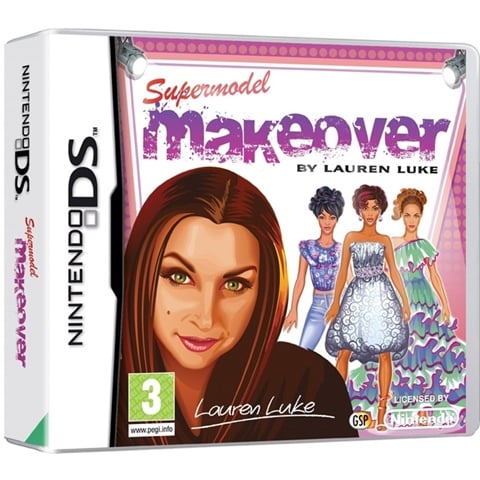 NINTENDO DS
Supermodel
makeover
NINTENDO DS™
Supermodel
makeover
BY LAUREN LUKE
3
www.pegi.info
Lauren Luke
GSP
LICENSED BY
Nintendo